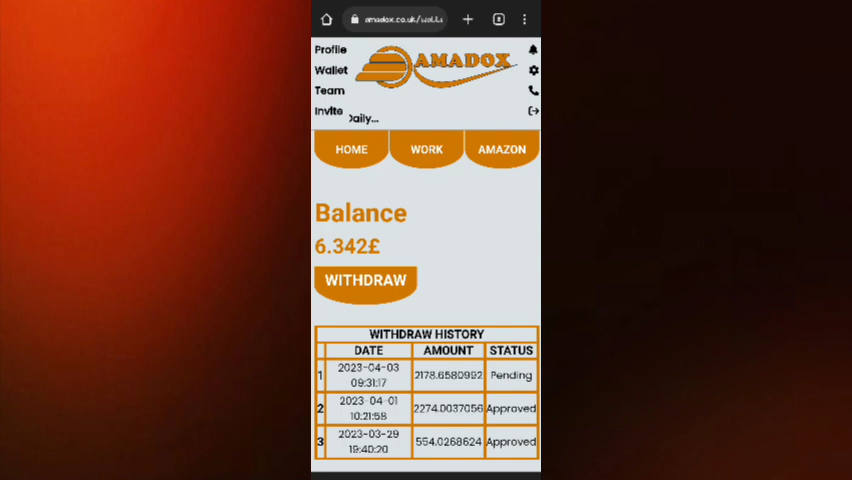 amadox.co.uk/wall
Profile
AMADOX
Wallet
Team
Invite
Daily...
HOME WORK AMAZON
Balance
6.342£
WITHDRAW
WITHDRAW HISTORY
DATE AMOUNT STATUS
1 2023-04-03 09:31:17 2178.6580992 Pending
2 2023-04-01 10:21:58 2274.0037056 Approved
3 2023-03-29 19:40:20 554.0268624 Approved